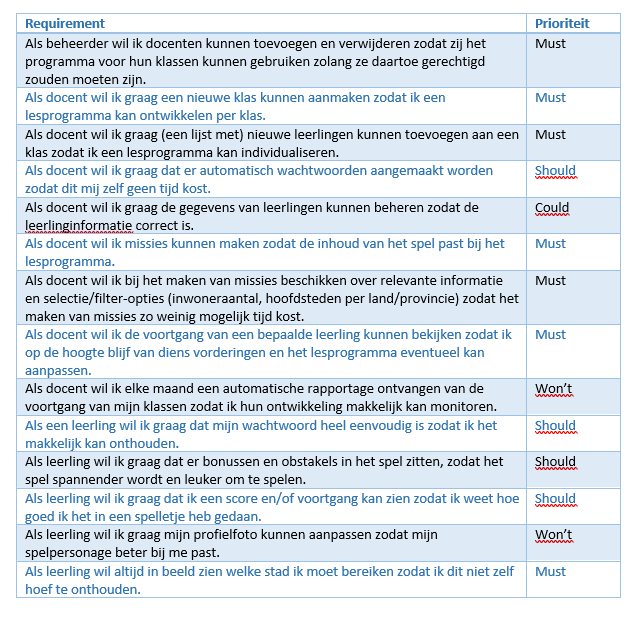 Requirement Prioriteit
Als beheerder wil ik docenten kunnen toevoegen en verwijderen zodat zij het Must
programma voor hun klassen kunnen gebruiken zolang ze daartoe gerechtigd
zouden moeten zijn.
Als docent wil ik graag een nieuwe klas kunnen aanmaken zodat ik een Must
lesprogramma kan ontwikkelen per klas.
Als docent wil ik graag (een lijst met) nieuwe leerlingen kunnen toevoegen aan een Must
klas zodat ik een lesprogramma kan individualiseren.
Als docent wil ik graag dat er automatisch wachtwoorden aangemaakt worden Should
zodat dit mij zelf geen tijd kost.
Als docent wil ik graag de gegevens van leerlingen kunnen beheren zodat de Could
leerlinginformatie correct is.
Als docent wil ik missies kunnen maken zodat de inhoud van het spel past bij het Must
lesprogramma.
Als docent wil ik bij het maken van missies beschikken over relevante informatie Must
en selectie/filter-opties (inwoneraantal, hoofdsteden per land/provincie) zodat het
maken van missies zo weinig mogelijk tijd kost.
Als docent wil ik de voortgang van een bepaalde leerling kunnen bekijken zodat ik Must
op de hoogte blijf van diens vorderingen en het lesprogramma eventueel kan
aanpassen.
Als docent wil ik elke maand een automatische rapportage ontvangen van de Won't
voortgang van mijn klassen zodat ik hun ontwikkeling makkelijk kan monitoren.
Als een leerling wil ik graag dat mijn wachtwoord heel eenvoudig is zodat ik het Should
makkelijk kan onthouden.
Als leerling wil ik graag dat er bonussen en obstakels in het spel zitten, zodat het Should
spel spannender wordt en leuker om te spelen.
Als leerling wil ik graag dat ik een score en/of voortgang kan zien zodat ik weet hoe Should
goed ik het in een spelletje heb gedaan.
Als leerling wil ik graag mijn profielfoto kunnen aanpassen zodat mijn Won't
spelpersonage beter bij me past.
Als leerling wil altijd in beeld zien welke stad ik moet bereiken zodat ik dit niet zelf Must
hoef te onthouden.